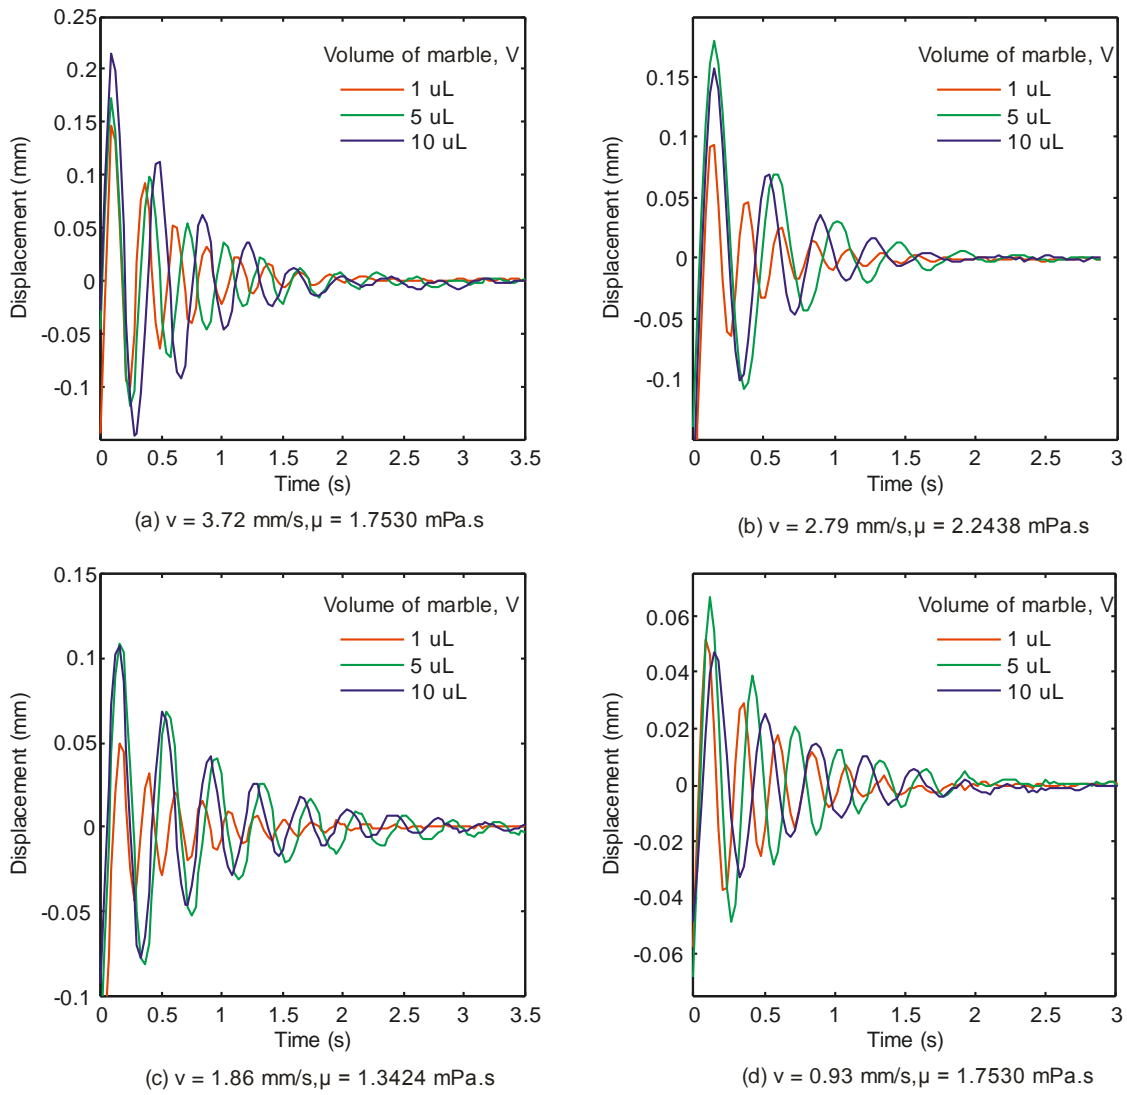 0.25
0.2
0.15
0.1
0.05
0
-0.05
-0.1
Displacement (mm)
Volume of marble, V
1 uL
5 uL
10 uL
0 0.5 1 1.5 2 2.5 3 3.5
Time (s)
(a) v = 3.72 mm/s,μ = 1.7530 mPa.s
0.15
0.1
0.05
0
-0.05
-0.1
Displacement (mm)
Volume of marble, V
1 uL
5 uL
10 uL
0 0.5 1 1.5 2 2.5 3
Time (s)
(b) v = 2.79 mm/s,μ = 2.2438 mPa.s
0.15
0.1
0.05
0
-0.05
-0.1
Displacement (mm)
Volume of marble, V
1 uL
5 uL
10 uL
0 0.5 1 1.5 2 2.5 3 3.5
Time (s)
(c) v = 1.86 mm/s,μ = 1.3424 mPa.s
0.06
0.04
0.02
0
-0.02
-0.04
-0.06
Displacement (mm)
Volume of marble, V
1 uL
5 uL
10 uL
0 0.5 1 1.5 2 2.5 3
Time (s)
(d) v = 0.93 mm/s,μ = 1.7530 mPa.s